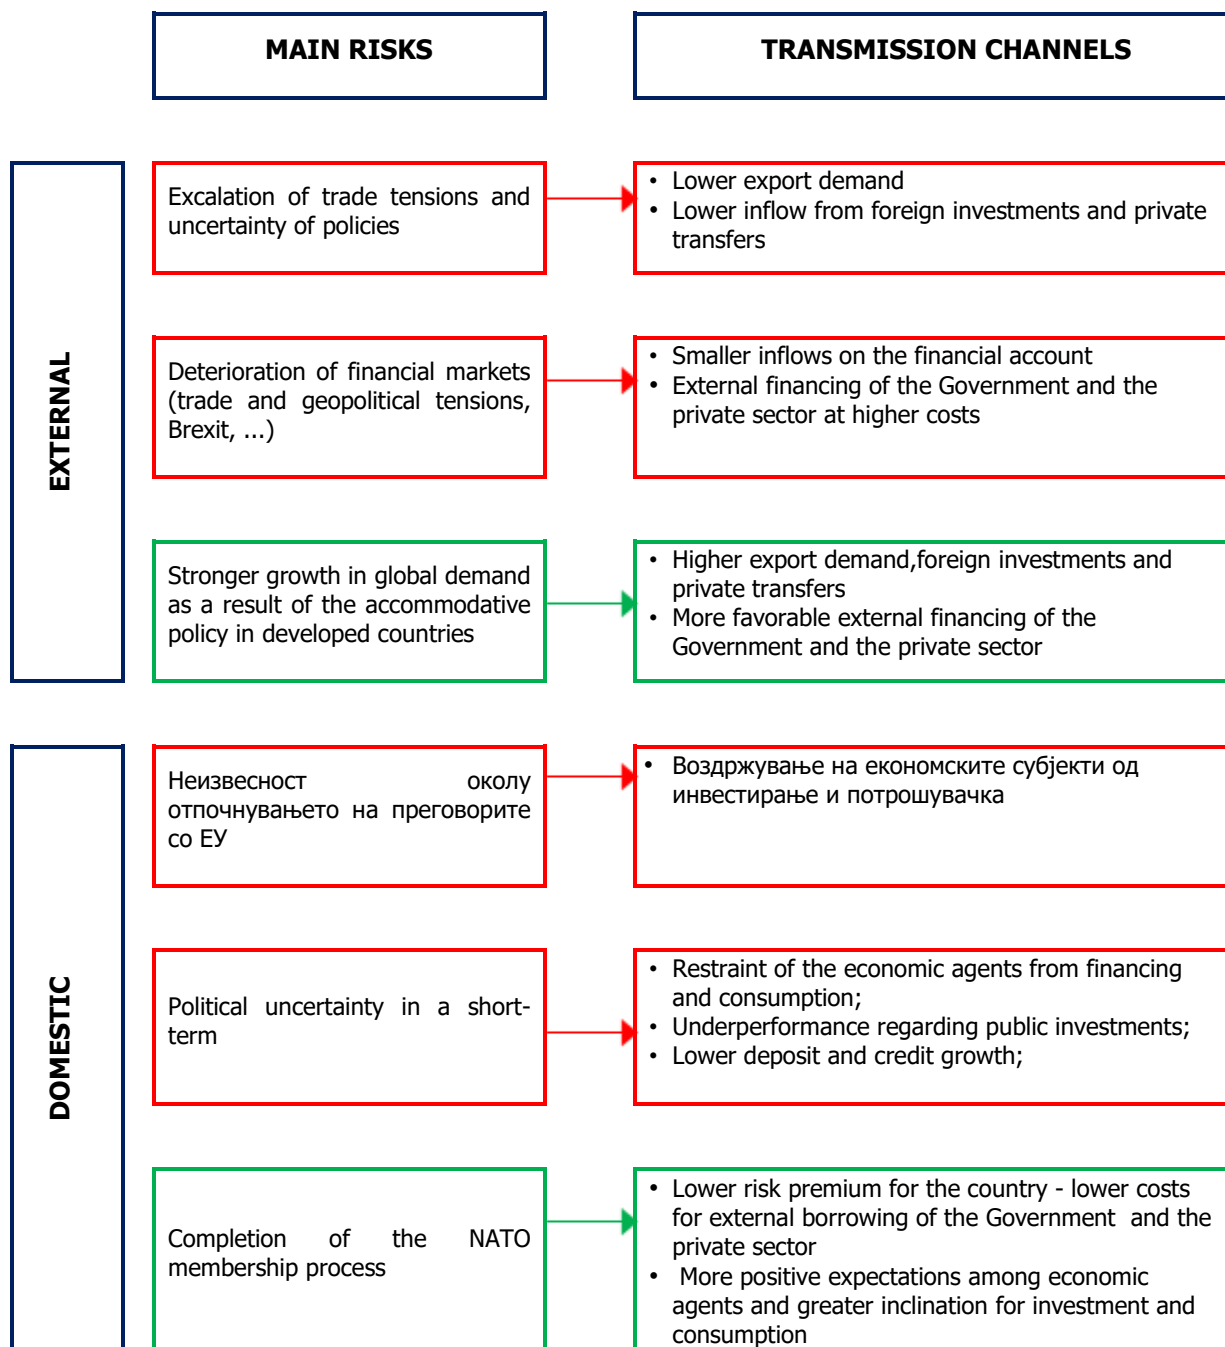 MAIN RISKS
TRANSMISSION CHANNELS
EXTERNAL
Excalation of trade tensions and
uncertainty of policies
• Lower export demand
• Lower inflow from foreign investments and private
transfers
Deterioration of financial markets
(trade and geopolitical tensions,
Brexit, ...)
• Smaller inflows on the financial account
• External financing of the Government and the
private sector at higher costs
Stronger growth in global demand
as a result of the accommodative
policy in developed countries
• Higher export demand,foreign investments and
private transfers
• More favorable external financing of the
Government and the private sector
DOMESTIC
Неизвесност околу
отпочнувањето на преговорите
со ЕУ
• Воздржување на економските субјекти од
инвестирање и потрошувачка
Political uncertainty in a short-
term
• Restraint of the economic agents from financing
and consumption;
• Underperformance regarding public investments;
• Lower deposit and credit growth;
Completion of the NATO
membership process
• Lower risk premium for the country - lower costs
for external borrowing of the Government and the
private sector
• More positive expectations among economic
agents and greater inclination for investment and
consumption